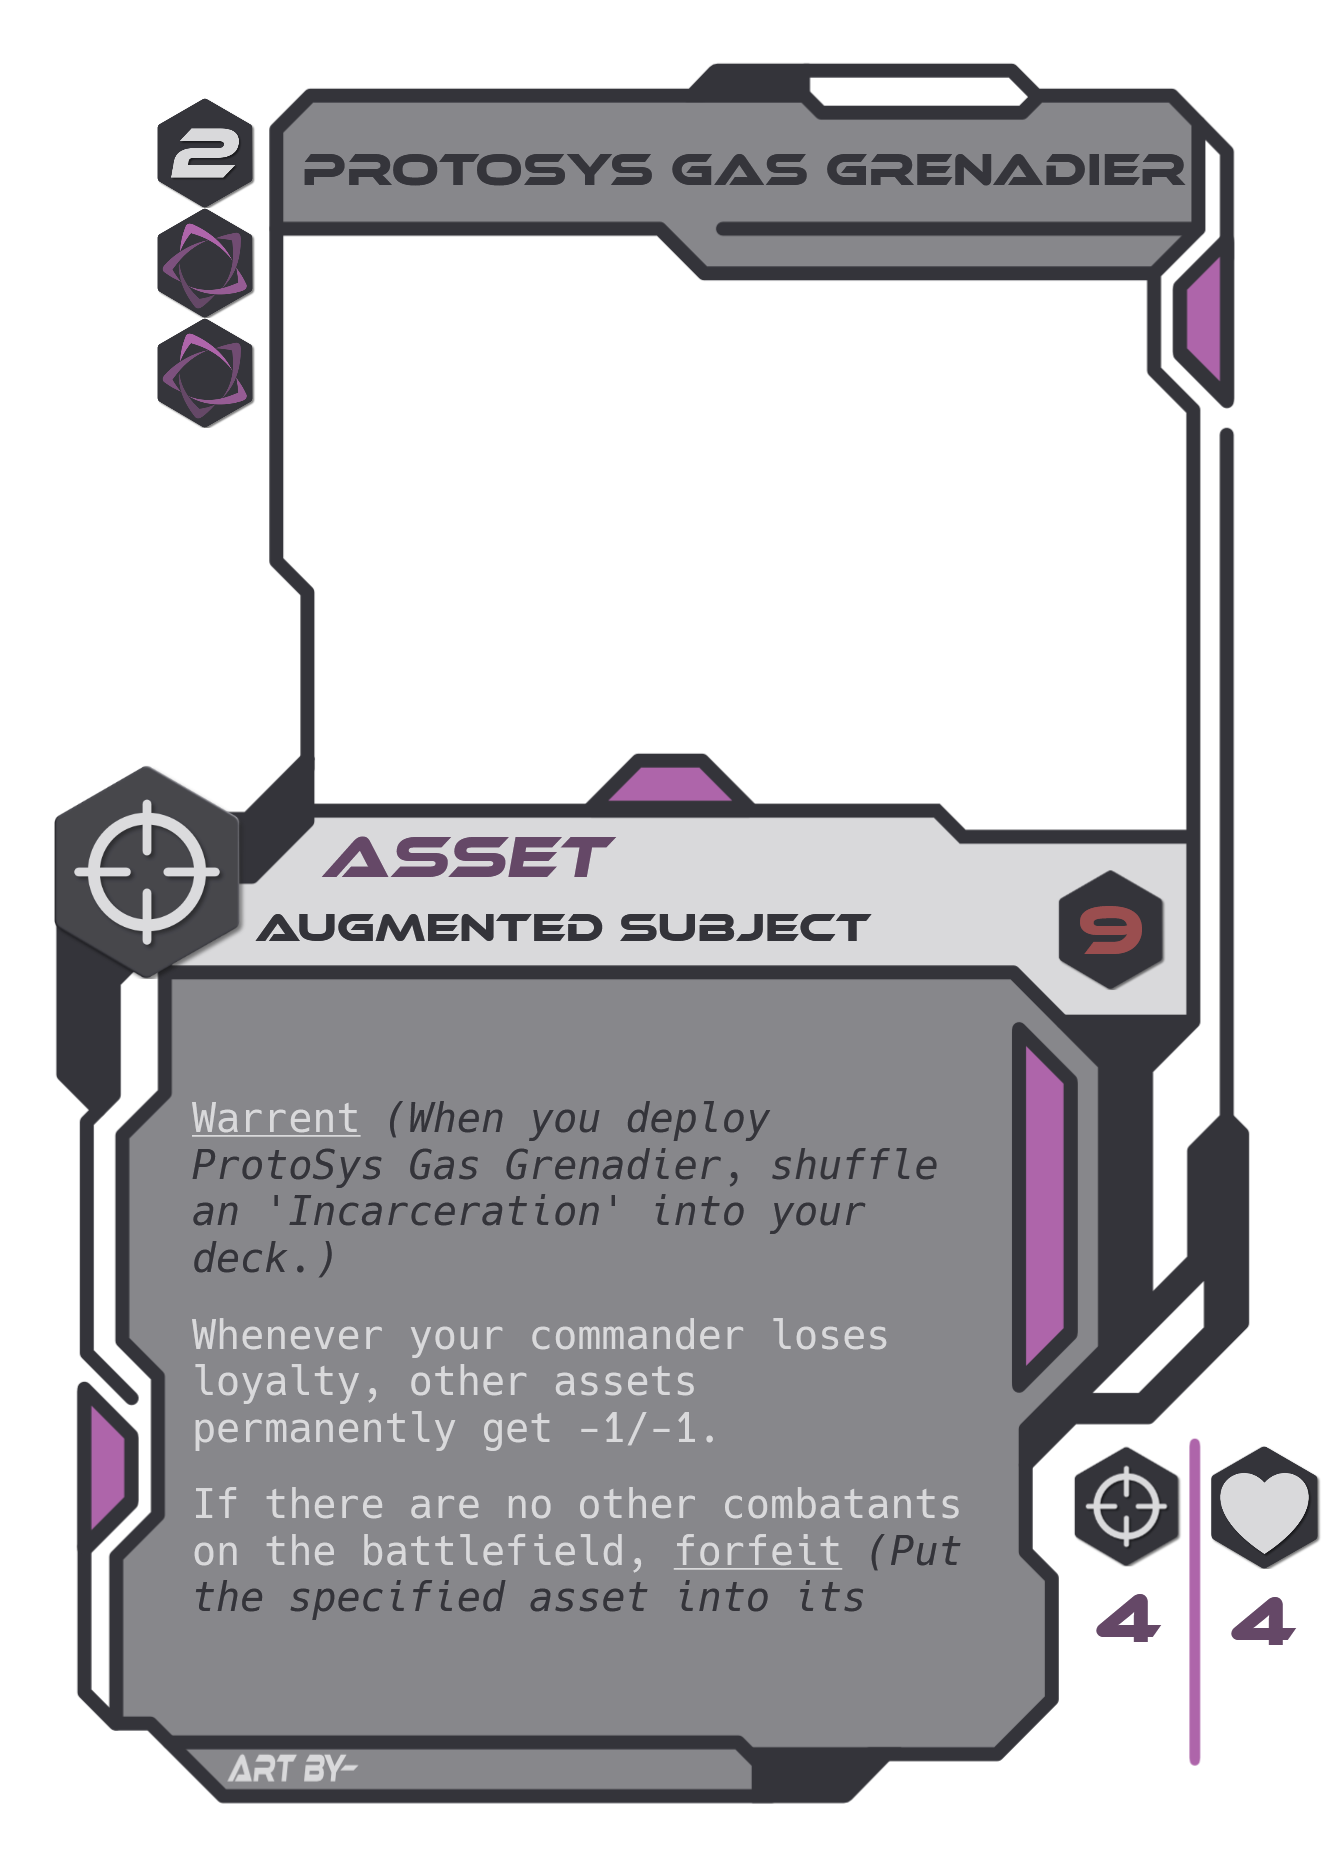 2
PROTOSYS GAS GRENADIER
ASSET
AUGMENTED SUBJECT
9
Warrent (When you deploy
ProtoSys Gas Grenadier, shuffle
an 'Incarceration' into your
deck.)
Whenever your commander loses
loyalty, other assets
permanently get -1/-1.
If there are no other combatants
on the battlefield, forfeit (Put
the specified asset into its
4
4
ART BY-